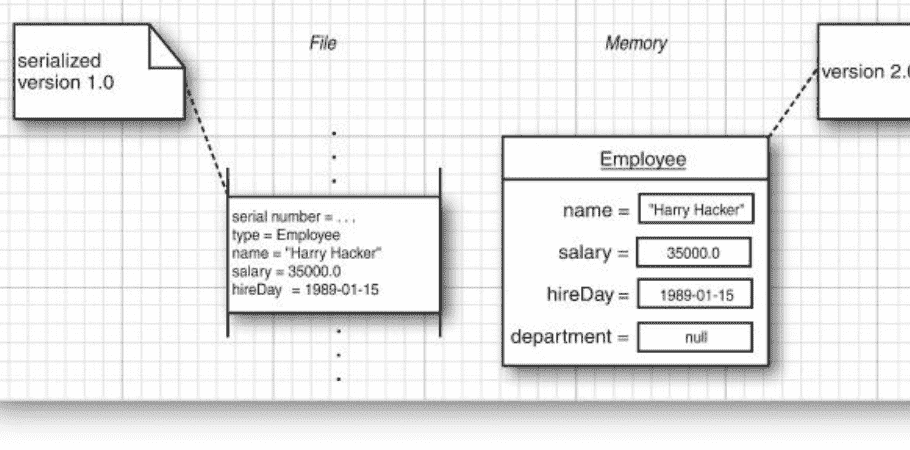 serialized
version 1.0
File
Memory
version 2.0
serial number = . . .
type = Employee
name = "Harry Hacker"
salary = 35000.0
hireDay = 1989-01-15
Employee
name = "Harry Hacker"
salary = 35000.0
hireDay = 1989-01-15
department = null